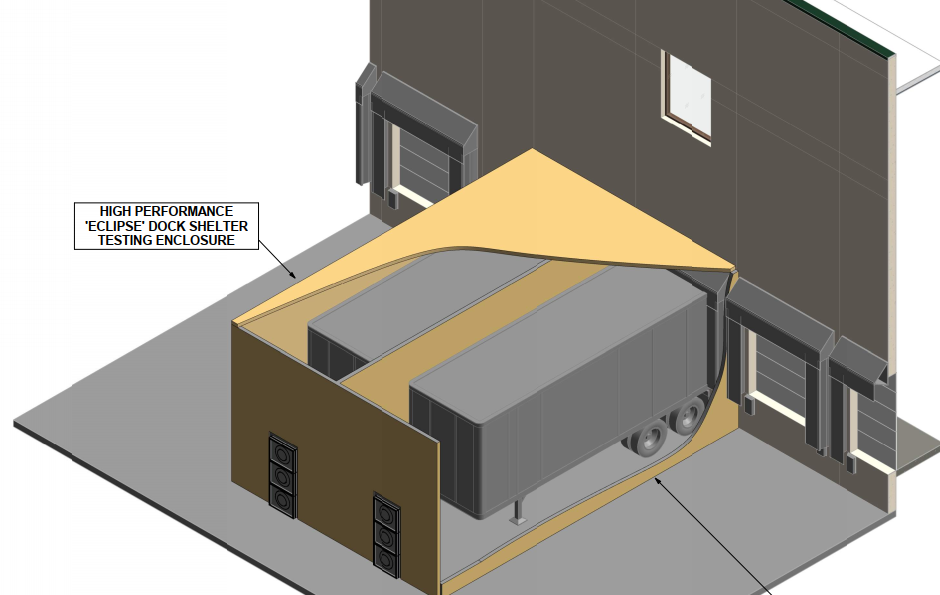 HIGH PERFORMANCE
'ECLIPSE' DOCK SHELTER
TESTING ENCLOSURE